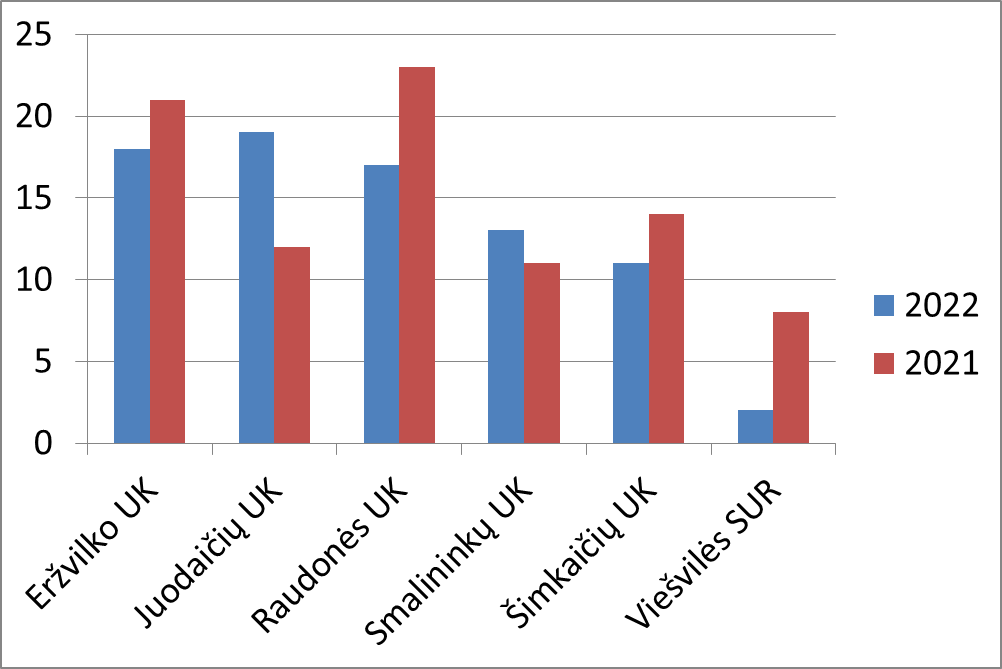 25
20
15
10
5
0
Eržvilko UK
Juodaičių UK
Raudonės UK
Smalininkų UK
Šimkaičių UK
Viešvilės SUR
2022
2021